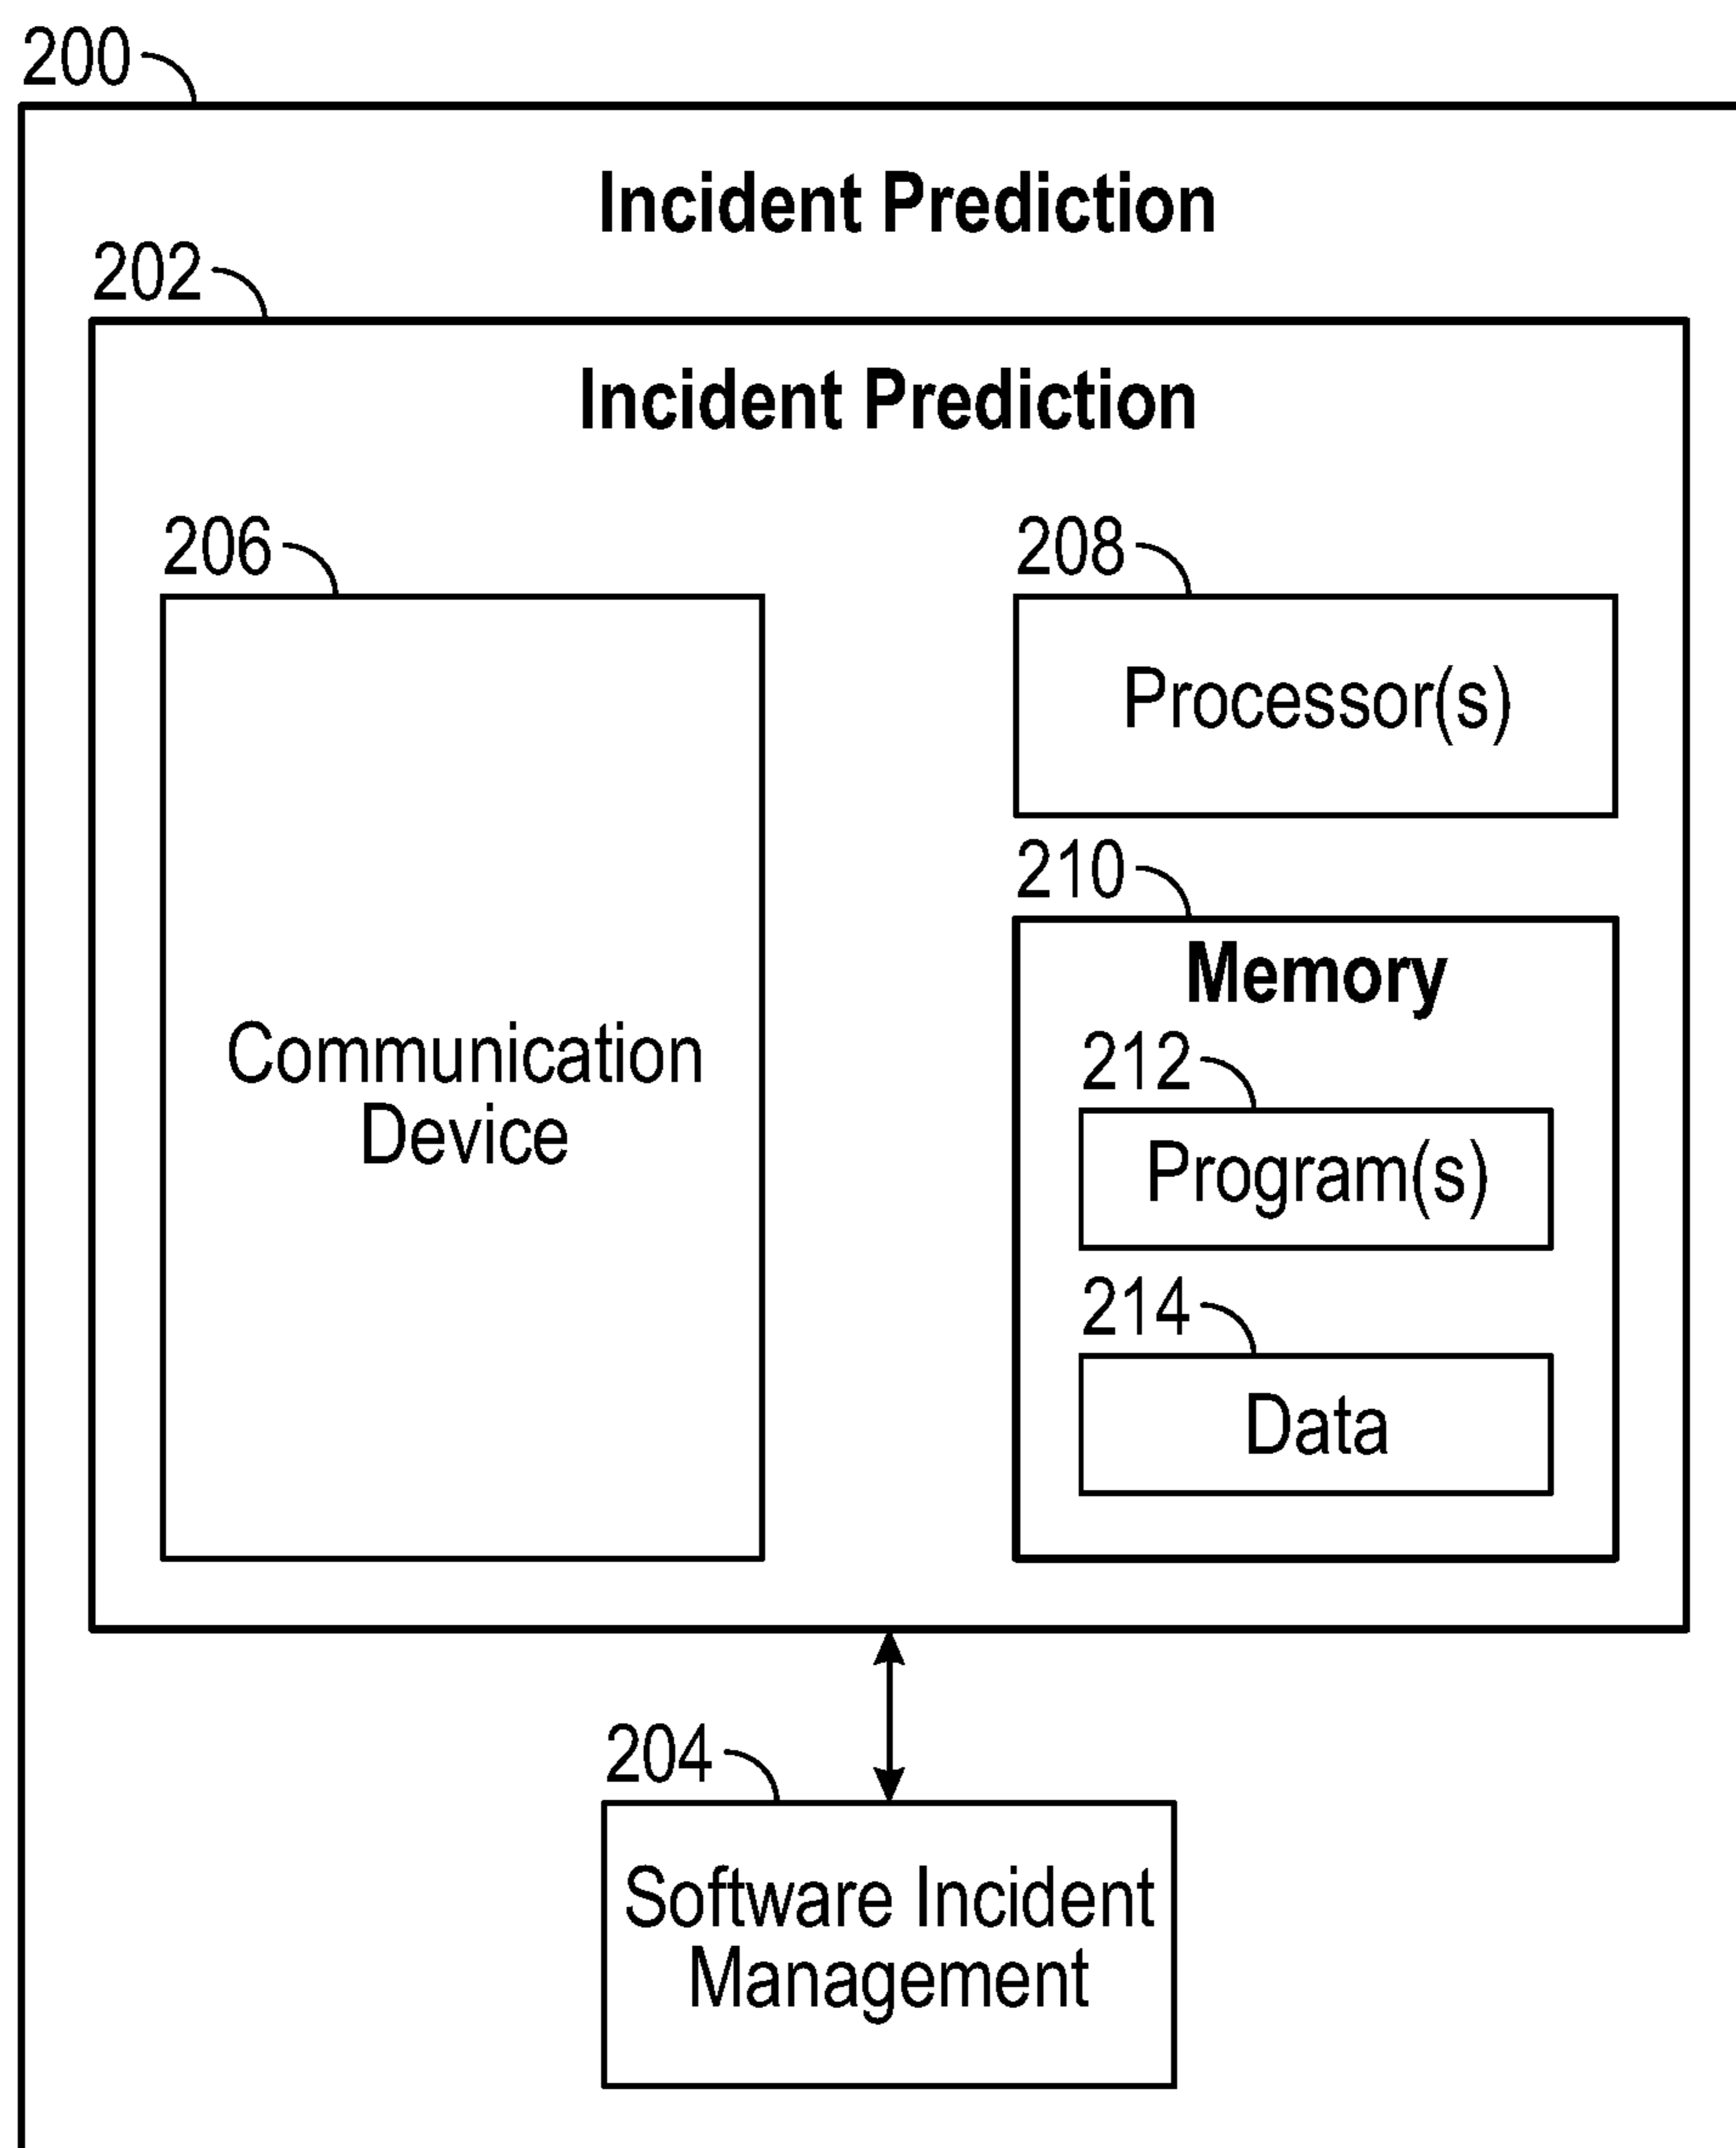 200
Incident Prediction
202
Incident Prediction
206
Communication
Device
208
Processor(s)
210
Memory
212
Program(s)
214
Data
204
Software Incident
Management